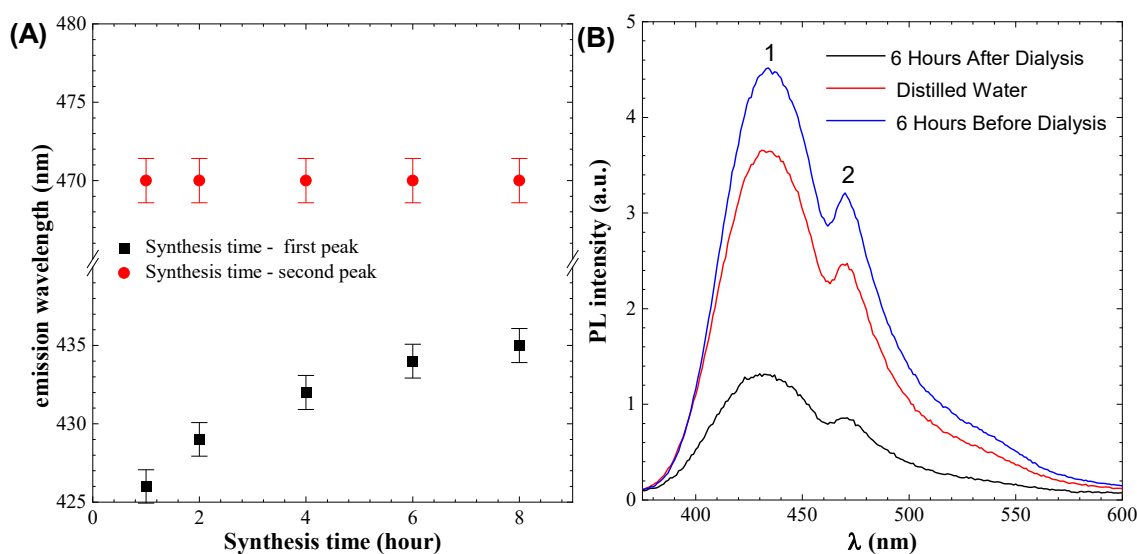 (A)
480
475
470
435
430
425
0
2
4
6
8
emission wavelength (nm)
Synthesis time (hour)
Synthesis time -  first peak
Synthesis time - second peak
(B)
5
4
3
2
1
0
400
450
500
550
600
PL intensity (a.u.)
λ (nm)
1
2
6 Hours After Dialysis
Distilled Water
6 Hours Before Dialysis